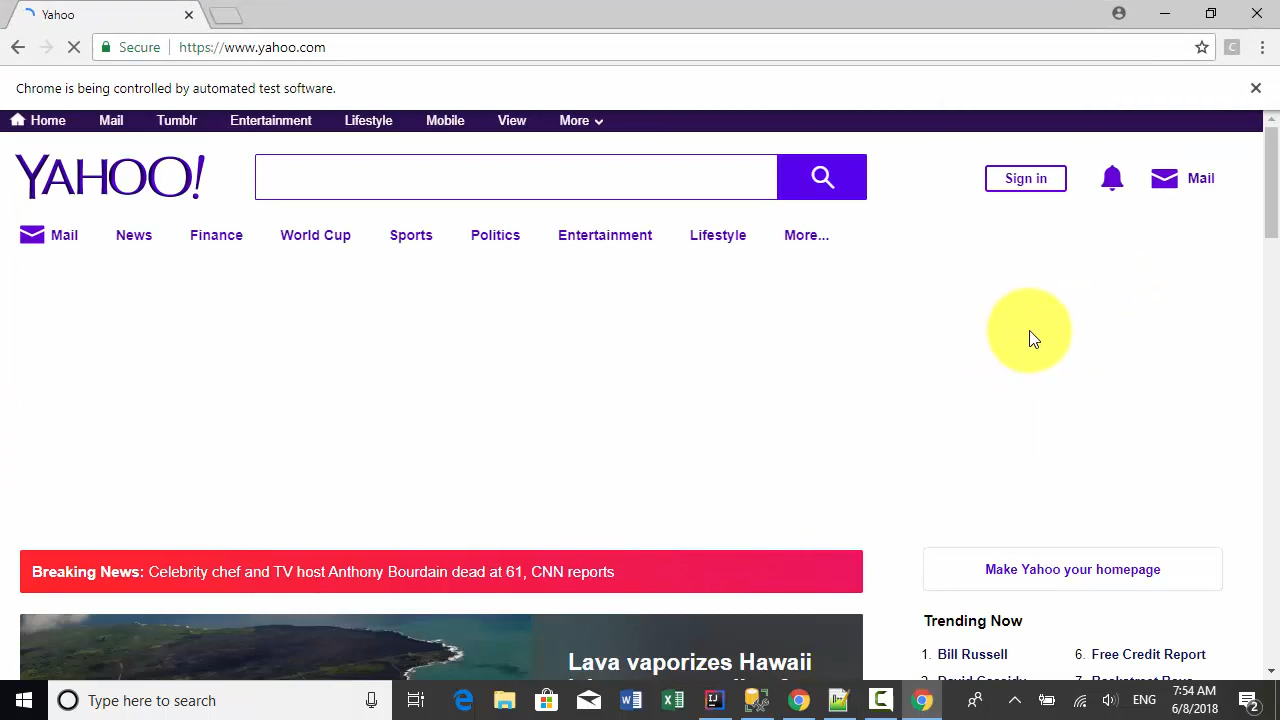 Yahoo
Secure https://www.yahoo.com C
Chrome is being controlled by automated test software.
Home Mail Tumblr Entertainment Lifestyle Mobile View More
YAHOO! Sign in Mail
Mail News Finance World Cup Sports Politics Entertainment Lifestyle More...
Breaking News: Celebrity chef and TV host Anthony Bourdain dead at 61, CNN reports
Make Yahoo your homepage
Trending Now
Lava vaporizes Hawaii
1. Bill Russell 6. Free Credit Report
Type here to search ENG 7:54 AM
6/8/2018 2